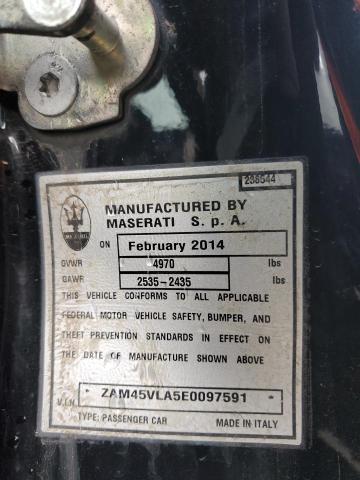 288544
MANUFACTURED BY
MASERATI S. p. A.
ON February 2014
GVWR 4970 lbs
GAWR 2535-2435 lbs
THIS VEHICLE CONFORMS TO ALL APPLICABLE
FEDERAL MOTOR VEHICLE SAFETY, BUMPER, AND
THEFT PREVENTION STANDARDS IN EFFECT ON
THE DATE OF MANUFACTURE SHOWN ABOVE
V.I.N. * ZAM45VLA5E0097591 *
TYPE: PASSENGER CAR MADE IN ITALY